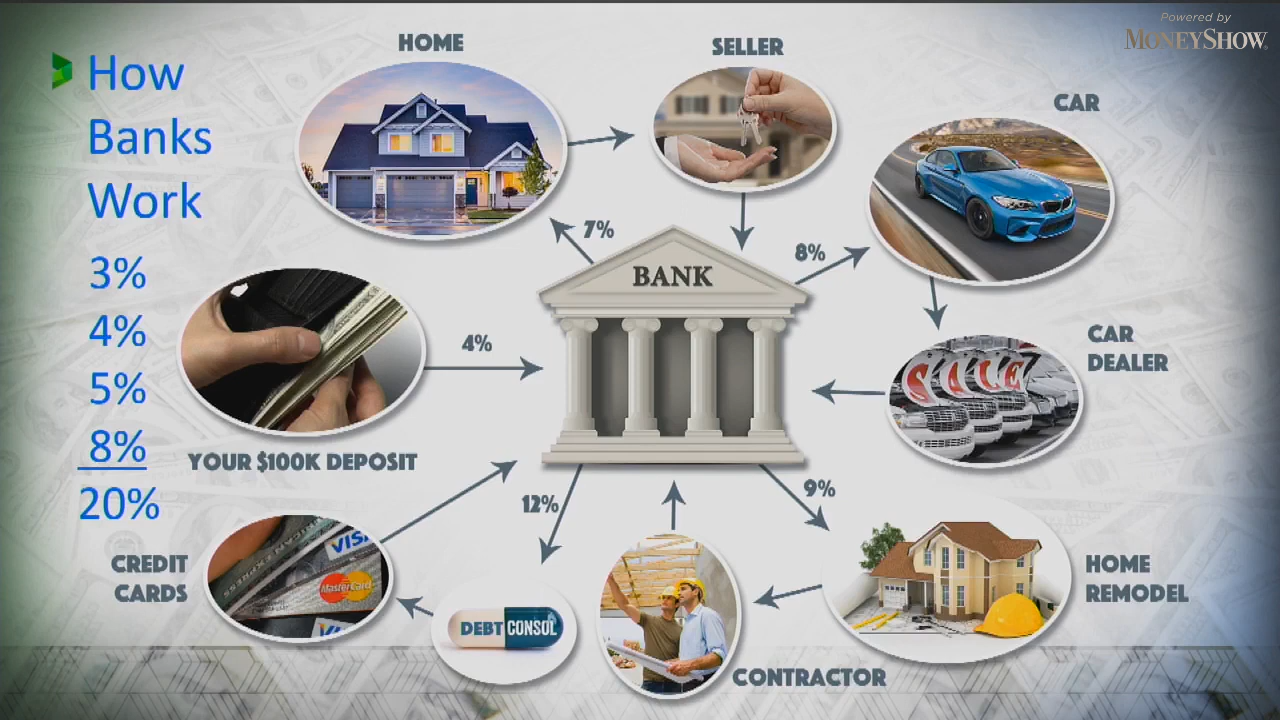 Powered by
MONEYSHOW
How
Banks
Work
3%
4%
5%
8%
20%
HOME
SELLER
CAR
7%
8%
BANK
4%
YOUR $100K DEPOSIT
CAR
DEALER
12%
9%
CREDIT
CARDS
VISA
MasterCard
DEBT CONSOL
HOME
REMODEL
CONTRACTOR
SALE